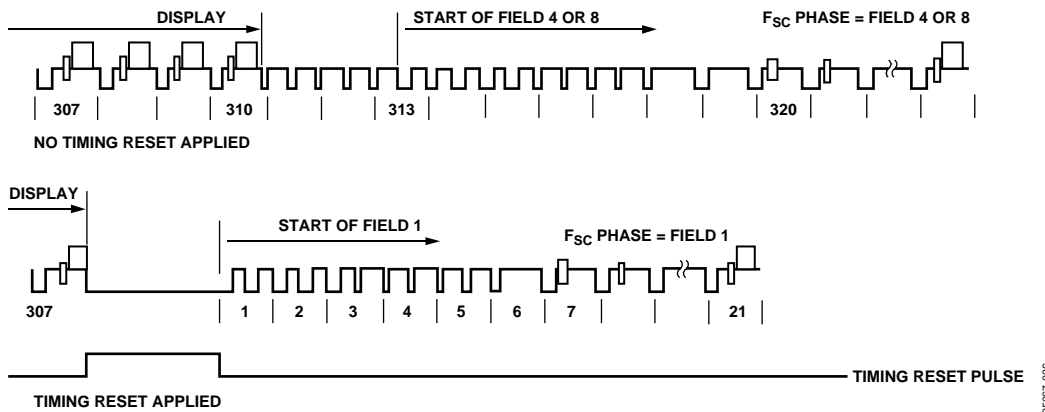 DISPLAY
START OF FIELD 4 OR 8
FSC PHASE = FIELD 4 OR 8
307
310
313
320
NO TIMING RESET APPLIED
DISPLAY
START OF FIELD 1
FSC PHASE = FIELD 1
307
1 2 3 4 5 6 7 21
TIMING RESET PULSE
TIMING RESET APPLIED